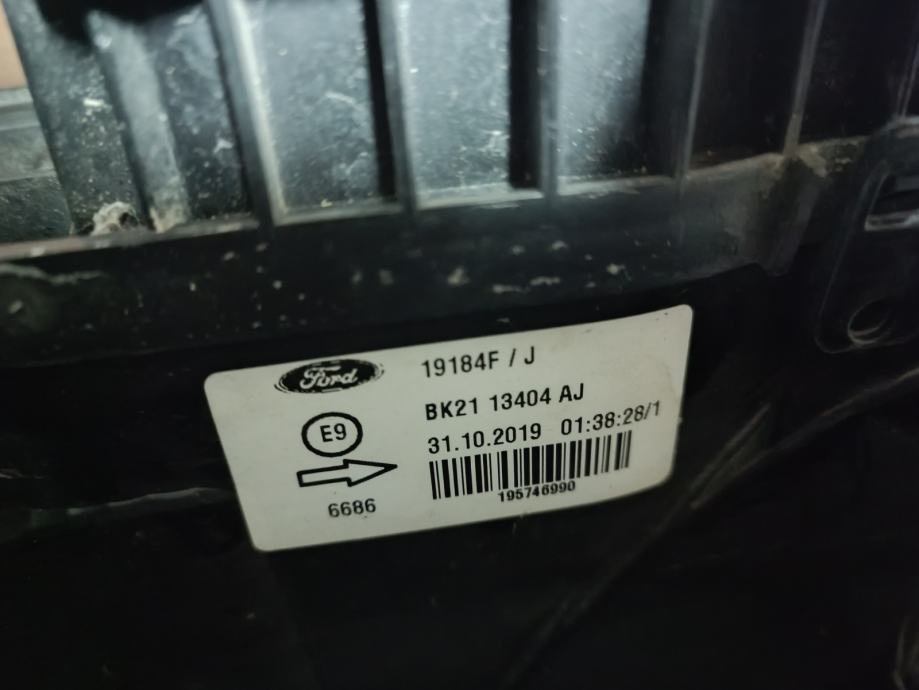 Ford
19184F / J
BK21 13404 AJ
E9
31.10.2019 01:38:28/1
6686
195746990